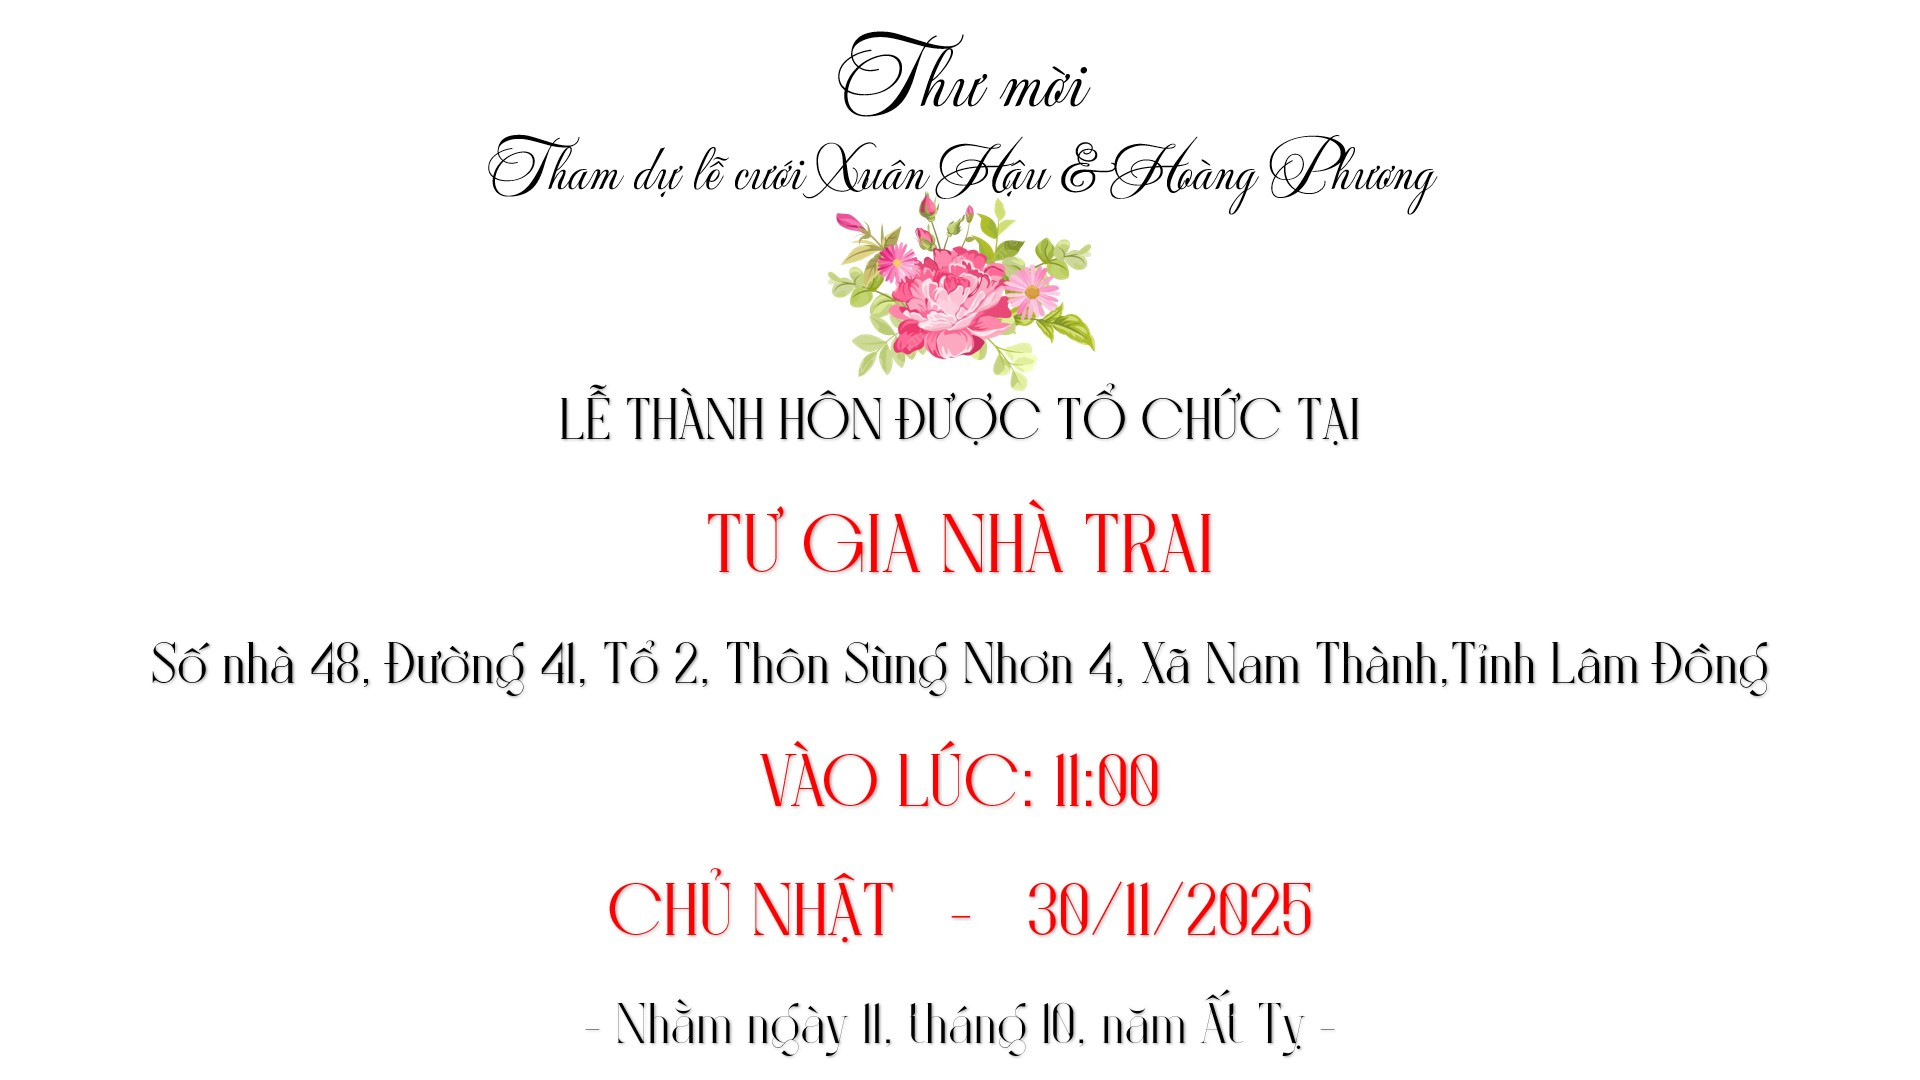 Thư mời
Tham dự lễ cưới Xuân Hậu & Hoàng Phương
LỄ THÀNH HÔN ĐƯỢC TỔ CHỨC TẠI
TƯ GIA NHÀ TRAI
Số nhà 48, Đường 41, Tổ 2, Thôn Sùng Nhơn 4, Xã Nam Thành,Tỉnh Lâm Đồng
VÀO LÚC: 11:00
CHỦ NHẬT - 30/11/2025
- Nhằm ngày 11, tháng 10, năm Ất Tỵ -